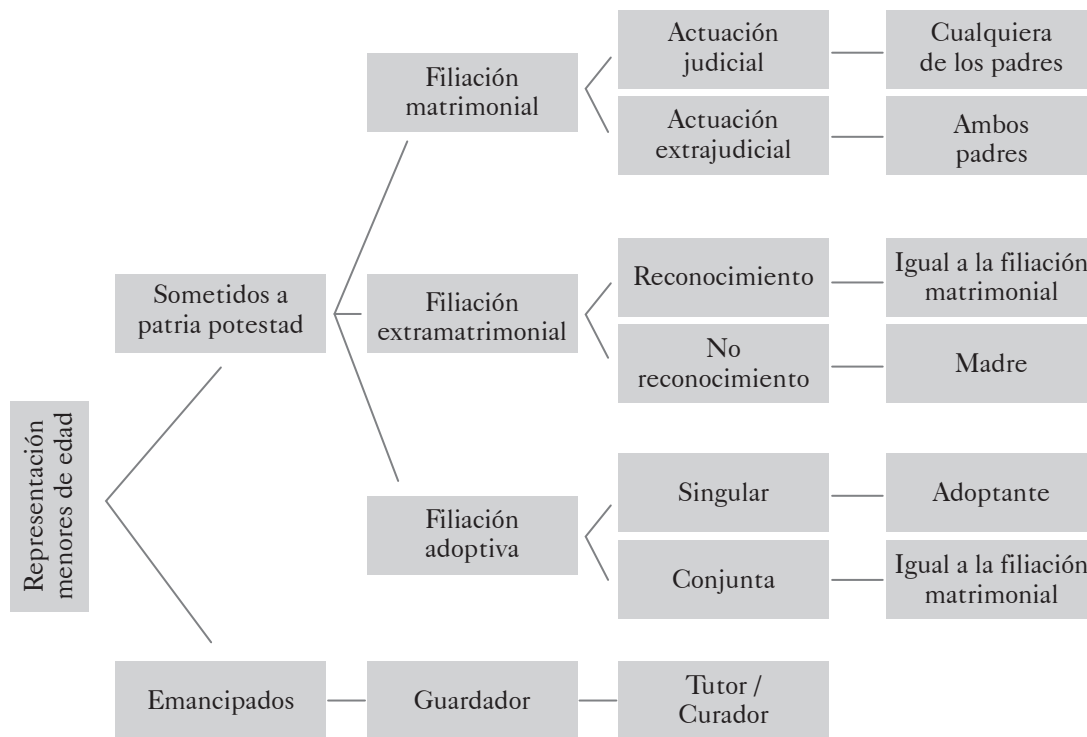 Representación
menores de edad
Sometidos a
patria potestad
Filiación
matrimonial
Actuación
judicial
Cualquiera
de los padres
Actuación
extrajudicial
Ambos
padres
Filiación
extramatrimonial
Reconocimiento
Igual a la filiación
matrimonial
No
reconocimiento
Madre
Filiación
adoptiva
Singular
Adoptante
Conjunta
Igual a la filiación
matrimonial
Emancipados
Guardador
Tutor /
Curador